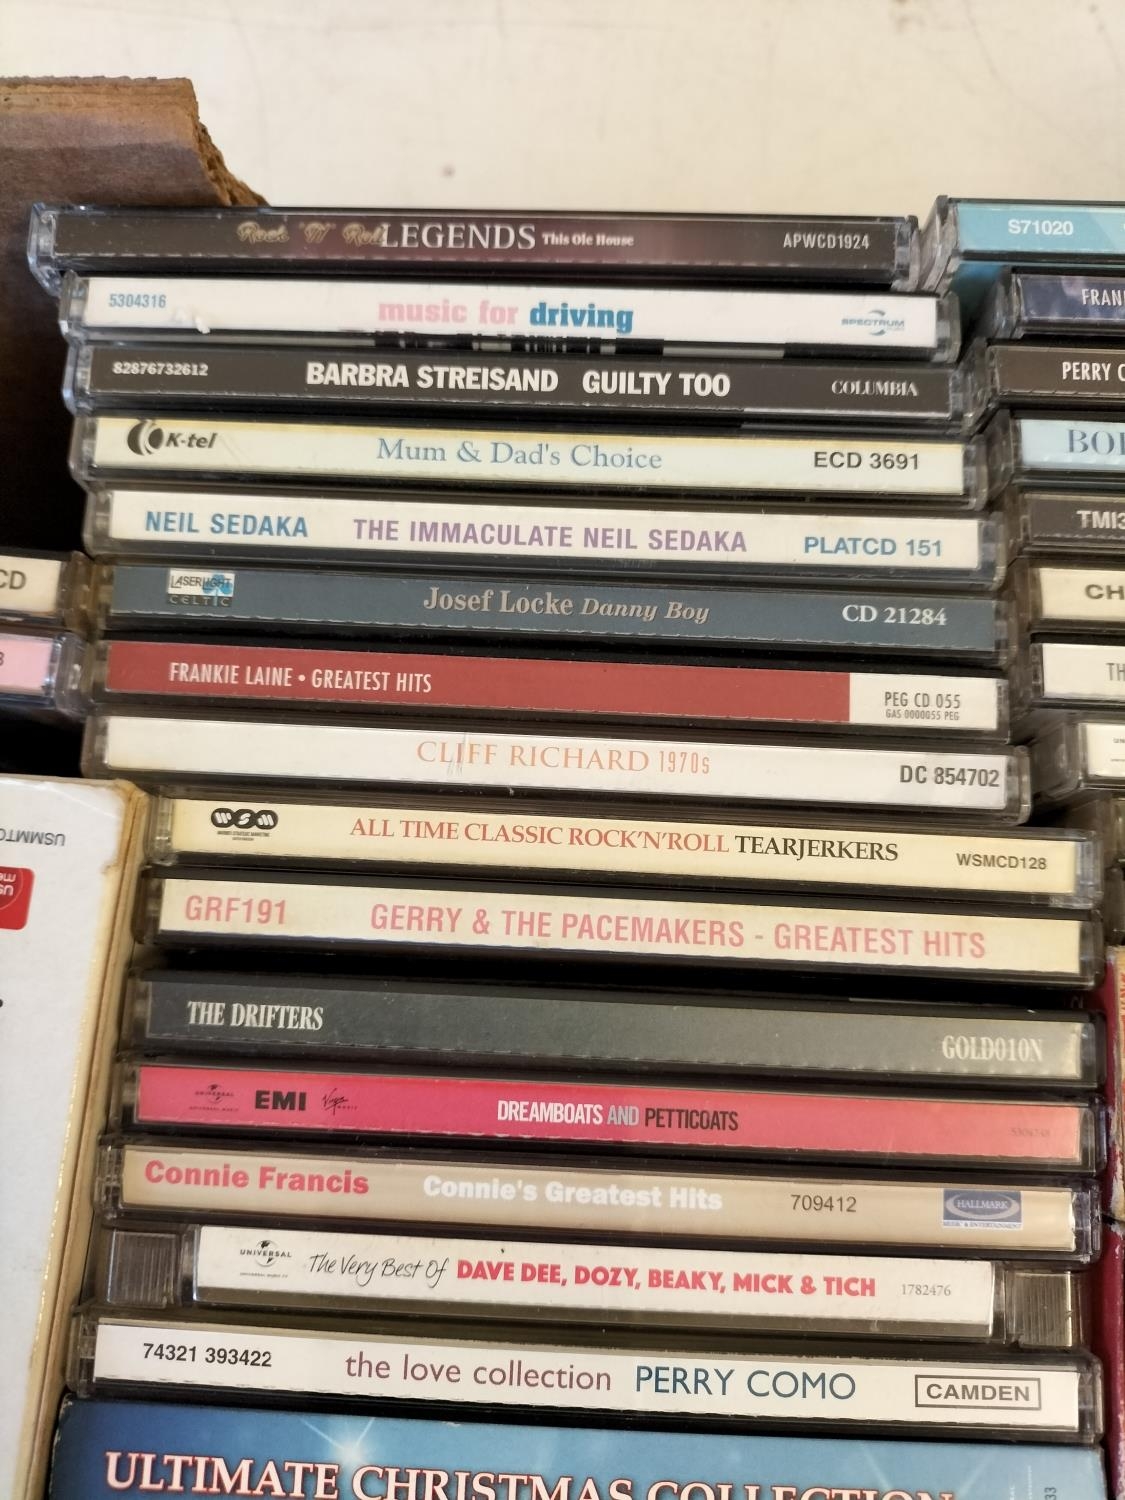 Rock 'N' Roll LEGENDS This Ole House APWCD1924
5304316 music for driving SPECTRUM
82876732612 BARBRA STREISAND GUILTY TOO COLUMBIA
K-tel Mum & Dad's Choice ECD 3691
NEIL SEDAKA THE IMMACULATE NEIL SEDAKA PLATCD 151
LASERLIGHT CELTIC Josef Locke Danny Boy CD 21284
FRANKIE LAINE • GREATEST HITS PEG CD 055
GAS 0000055 PEG
CLIFF RICHARD 1970s DC 854702
WSM ALL TIME CLASSIC ROCK'N'ROLL TEARJERKERS WSMCD128
GRF191 GERRY & THE PACEMAKERS - GREATEST HITS
THE DRIFTERS GOLD010N
UNIVERSAL EMI Virgin DREAMBOATS AND PETTICOATS
Connie Francis Connie's Greatest Hits 709412 HALLMARK
MUSIC & ENTERTAINMENT
UNIVERSAL The Very Best Of DAVE DEE, DOZY, BEAKY, MICK & TICH 1782476
74321 393422 the love collection PERRY COMO CAMDEN
ULTIMATE CHRISTMAS COLLECTION
S71020
FRAN
PERRY C
BO
TMI3
CH
TH
CD
USMMTC